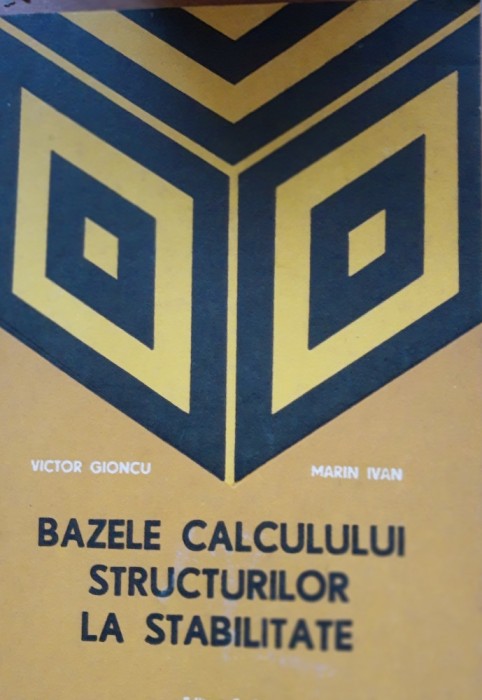 VICTOR GIONCU
MARIN IVAN
BAZELE CALCULULUI
STRUCTURILOR
LA STABILITATE